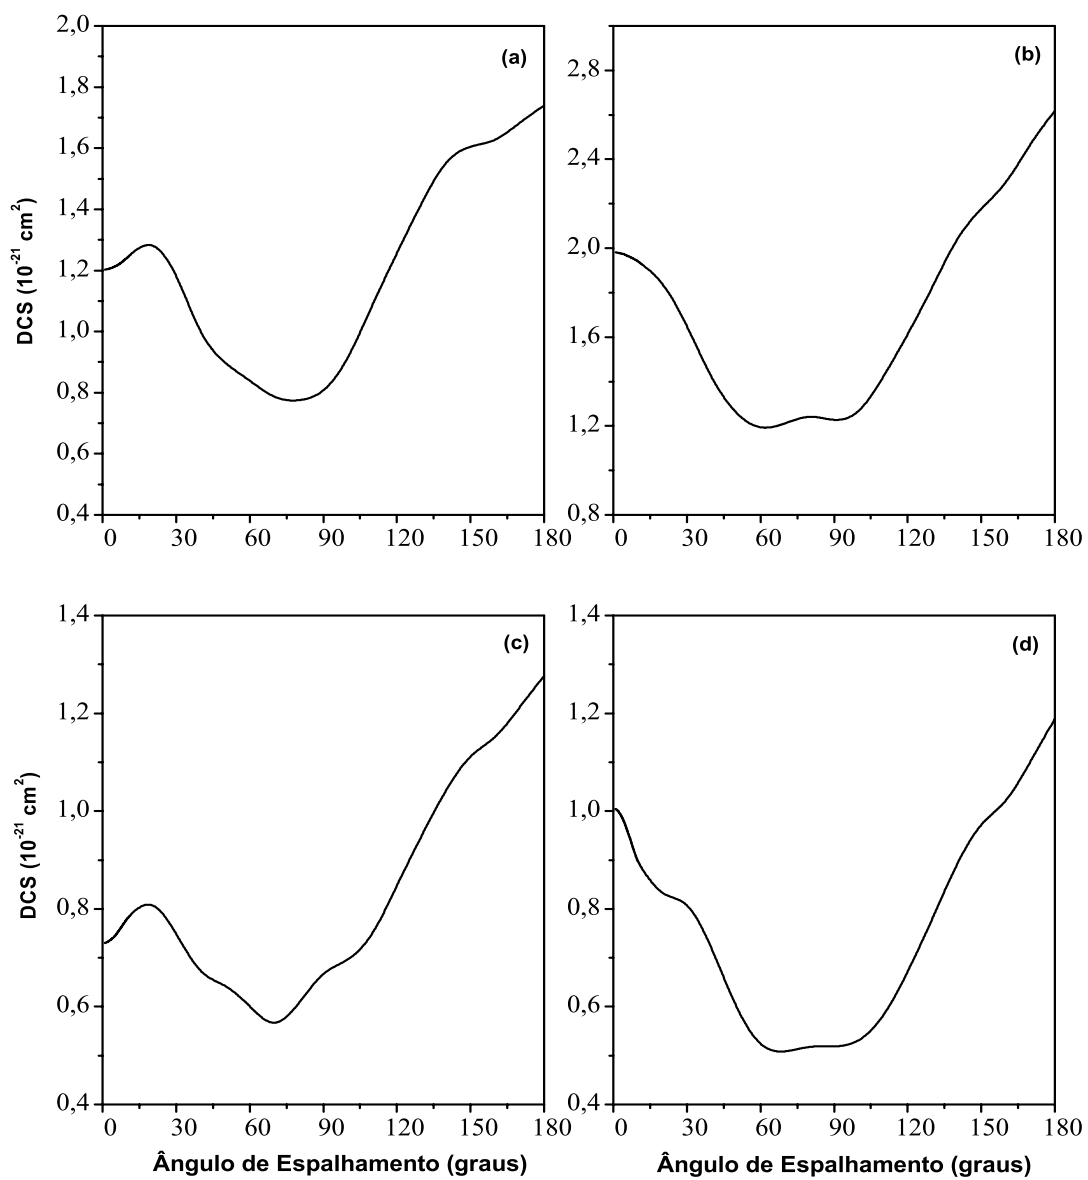 2,0
1,8
1,6
1,4
1,2
1,0
0,8
0,6
0,4
DCS (10⁻²¹ cm²)
(a)
0 30 60 90 120 150 180
2,8
2,4
2,0
1,6
1,2
0,8
(b)
0 30 60 90 120 150 180
1,4
1,2
1,0
0,8
0,6
0,4
DCS (10⁻²¹ cm²)
(c)
0 30 60 90 120 150 180
Ângulo de Espalhamento (graus)
1,4
1,2
1,0
0,8
0,6
0,4
(d)
0 30 60 90 120 150 180
Ângulo de Espalhamento (graus)